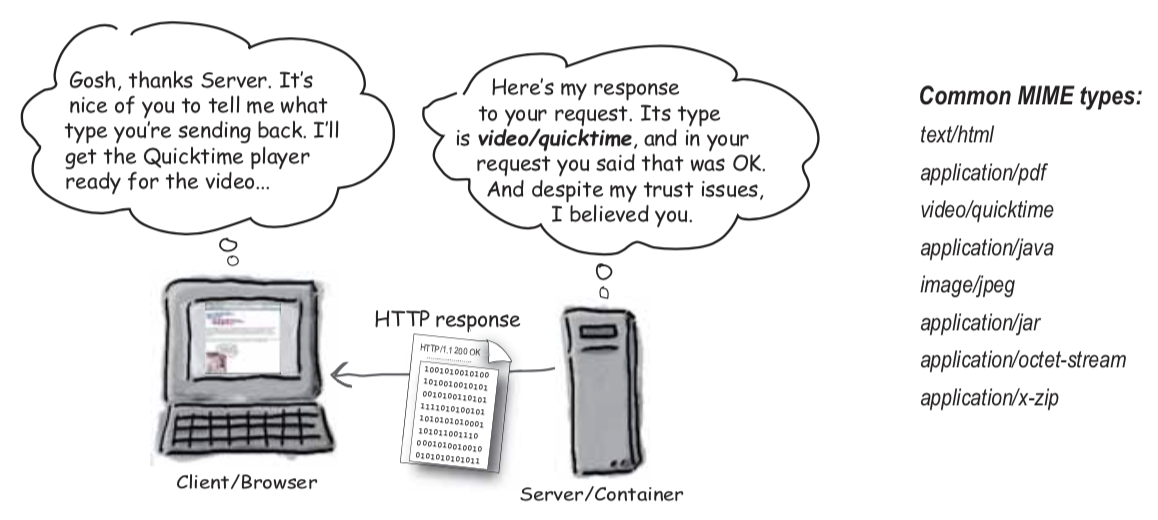 Gosh, thanks Server. It's
nice of you to tell me what
type you're sending back. I'll
get the Quicktime player
ready for the video...
Here's my response
to your request. Its type
is video/quicktime, and in your
request you said that was OK.
And despite my trust issues,
I believed you.
HTTP response
HTTP/1.1 200 OK
1001010010100
1010010010101
0010100110101
1111010100101
1010101010001
101011001110
0001010010010
0101010101011
Client/Browser
Server/Container
Common MIME types:
text/html
application/pdf
video/quicktime
application/java
image/jpeg
application/jar
application/octet-stream
application/x-zip